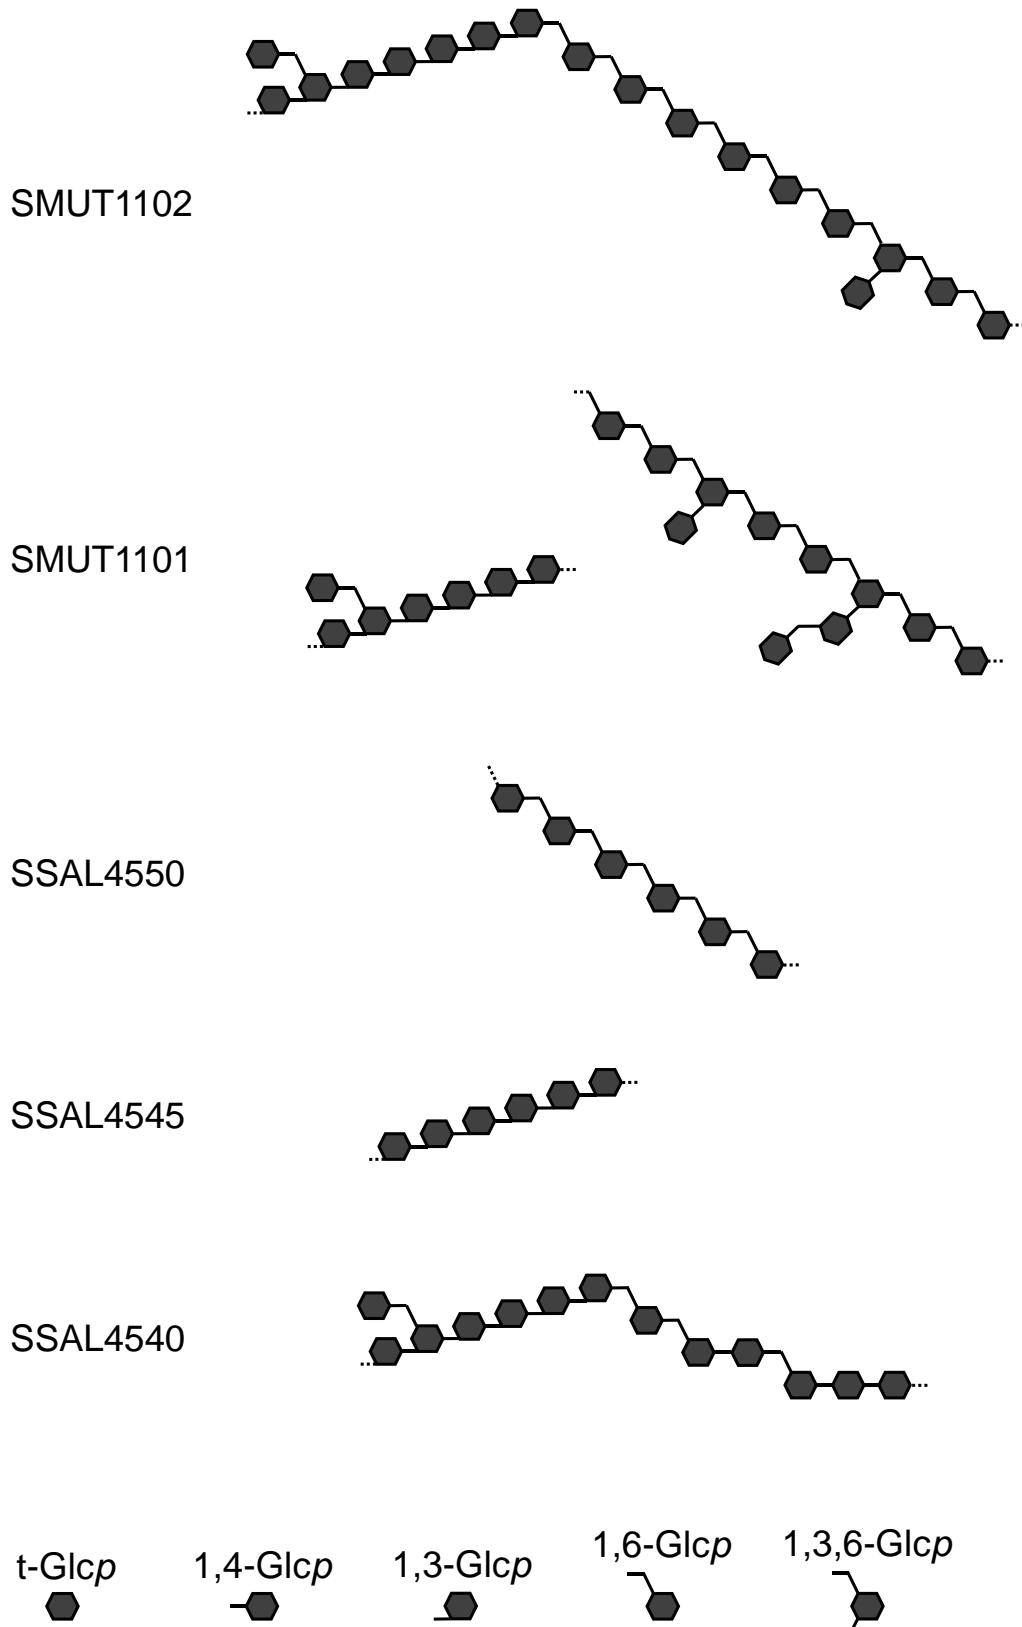 SMUT1102
SMUT1101
SSAL4550
SSAL4545
SSAL4540
t-Glcp 1,4-Glcp 1,3-Glcp 1,6-Glcp 1,3,6-Glcp